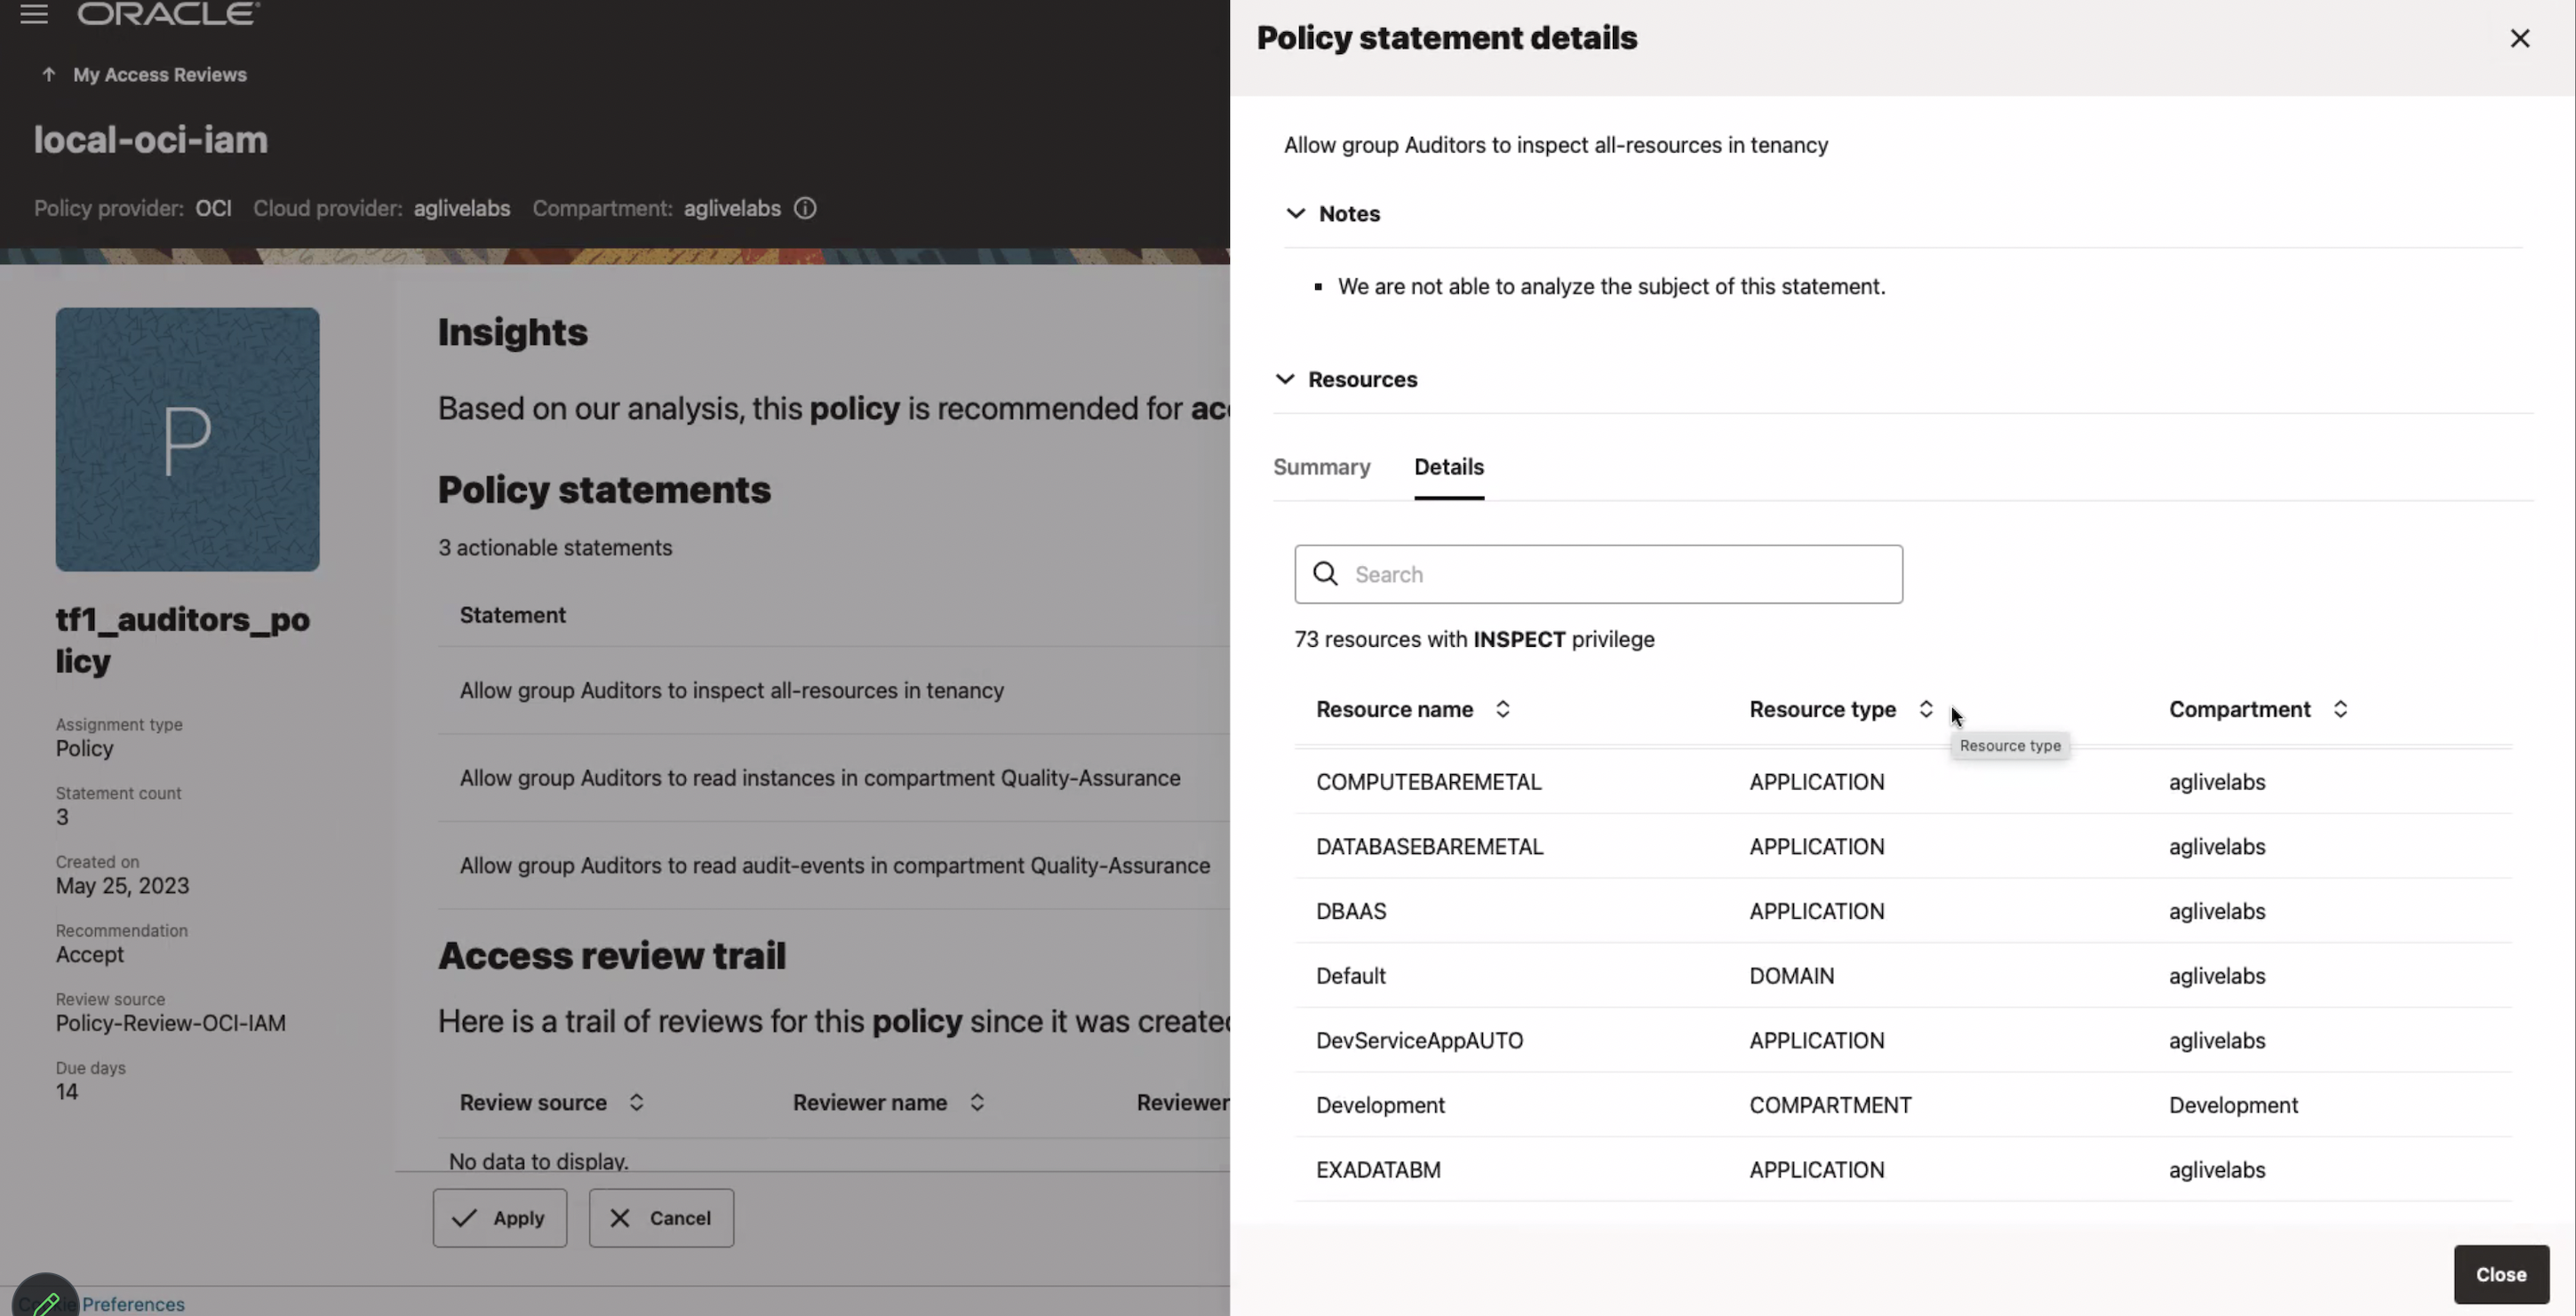 ORACLE
My Access Reviews
local-oci-iam
Policy provider: OCI Cloud provider: aglivelabs Compartment: aglivelabs
P
tf1_auditors_po
licy
Assignment type
Policy
Statement count
3
Created on
May 25, 2023
Recommendation
Accept
Review source
Policy-Review-OCI-IAM
Due days
14
Insights
Based on our analysis, this policy is recommended for
Policy statements
3 actionable statements
Statement
Allow group Auditors to inspect all-resources in tenancy
Allow group Auditors to read instances in compartment Quality-Assurance
Allow group Auditors to read audit-events in compartment Quality-Assurance
Access review trail
Here is a trail of reviews for this policy since it was
Review source Reviewer name Reviewer
No data to display.
Apply Cancel
Preferences
Policy statement details
Allow group Auditors to inspect all-resources in tenancy
Notes
We are not able to analyze the subject of this statement.
Resources
Summary Details
Search
73 resources with INSPECT privilege
Resource name Resource type Compartment
Resource type
COMPUTEBAREMETAL APPLICATION aglivelabs
DATABASEBAREMETAL APPLICATION aglivelabs
DBAAS APPLICATION aglivelabs
Default DOMAIN aglivelabs
DevServiceAppAUTO APPLICATION aglivelabs
Development COMPARTMENT Development
EXADATABM APPLICATION aglivelabs
Close